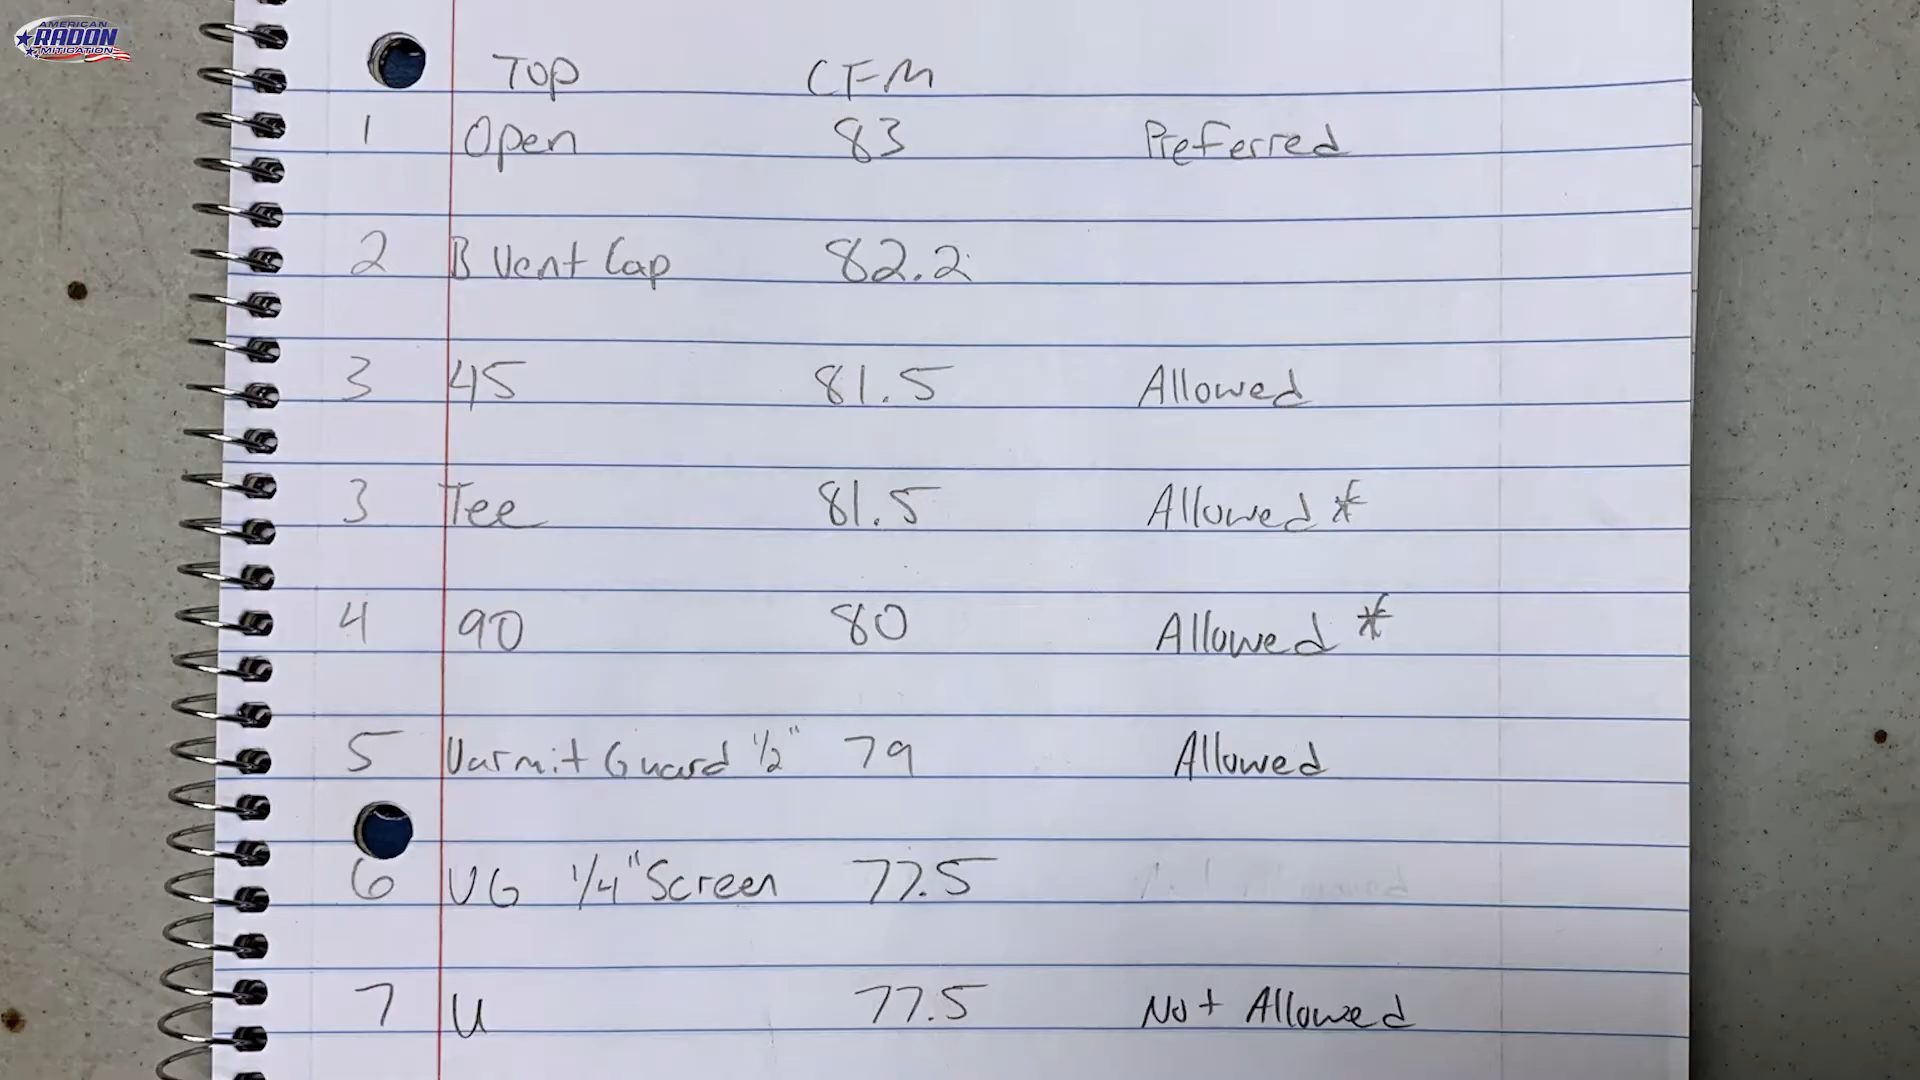 AMERICAN
RADON
MITIGATION
TOP CFM
1 Open 83 Preferred
2 B Vent Cap 82.2
3 45 81.5 Allowed
3 Tee 81.5 Allowed *
4 90 80 Allowed *
5 Varmit Guard 1/2" 79 Allowed
6 VG 1/4" Screen 77.5
7 U 77.5 Not Allowed